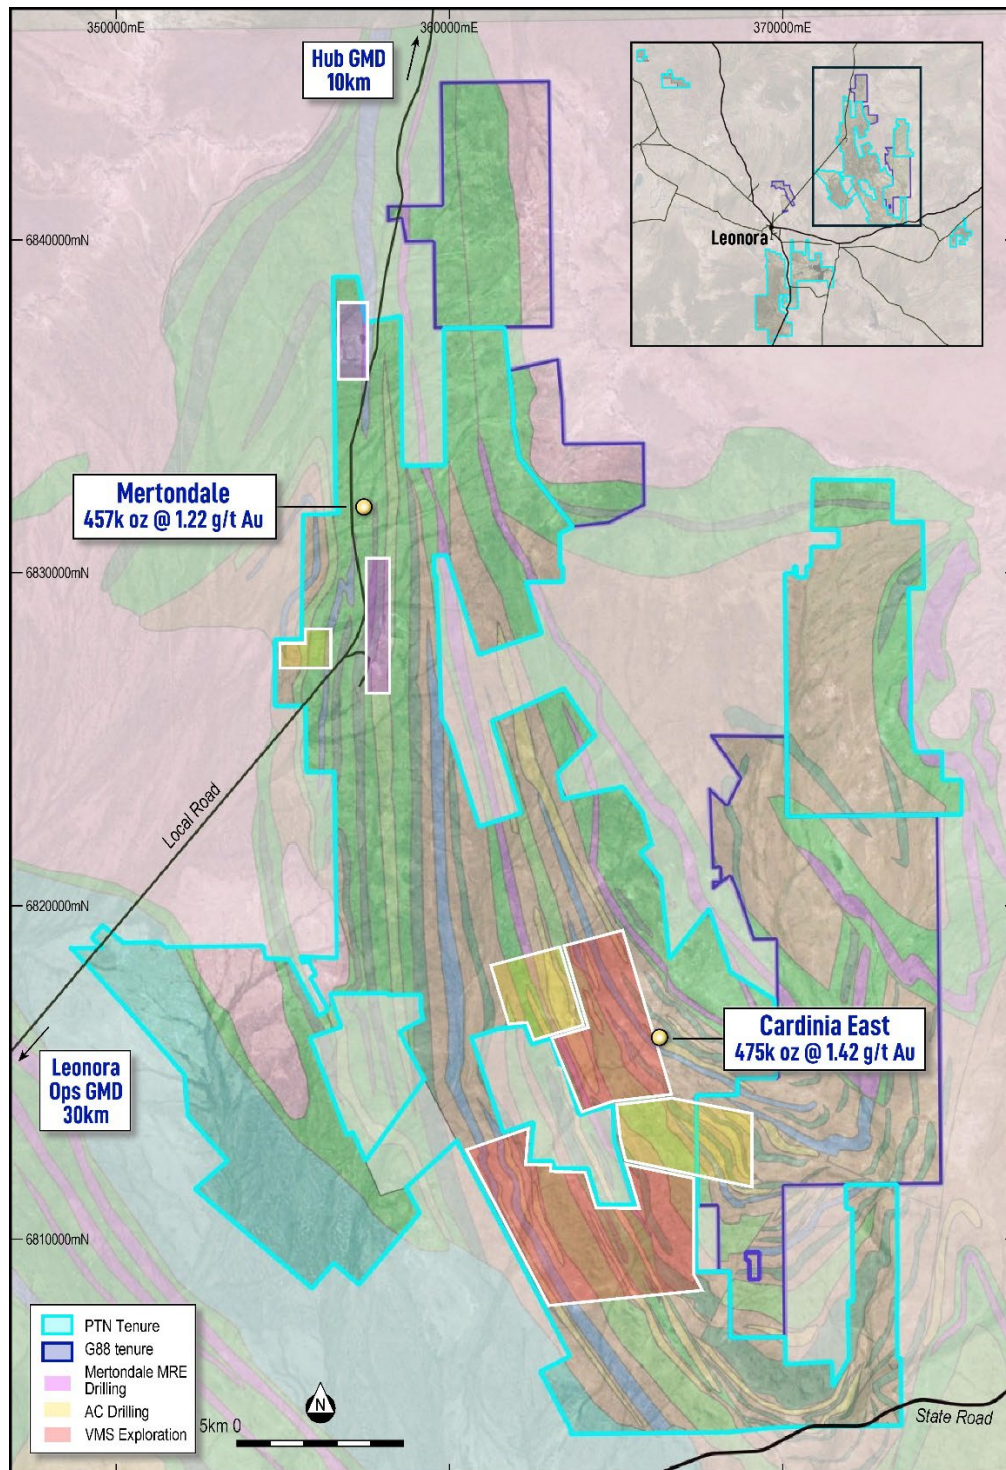 350000mE
360000mE
370000mE
Hub GMD
10km
Leonora
6840000mN
Mertondale
457k oz @ 1.22 g/t Au
6830000mN
Local Road
6820000mN
Cardinia East
475k oz @ 1.42 g/t Au
Leonora
Ops GMD
30km
6810000mN
PTN Tenure
G88 tenure
Mertondale MRE
Drilling
AC Drilling
VMS Exploration
N
5km 0
State Road